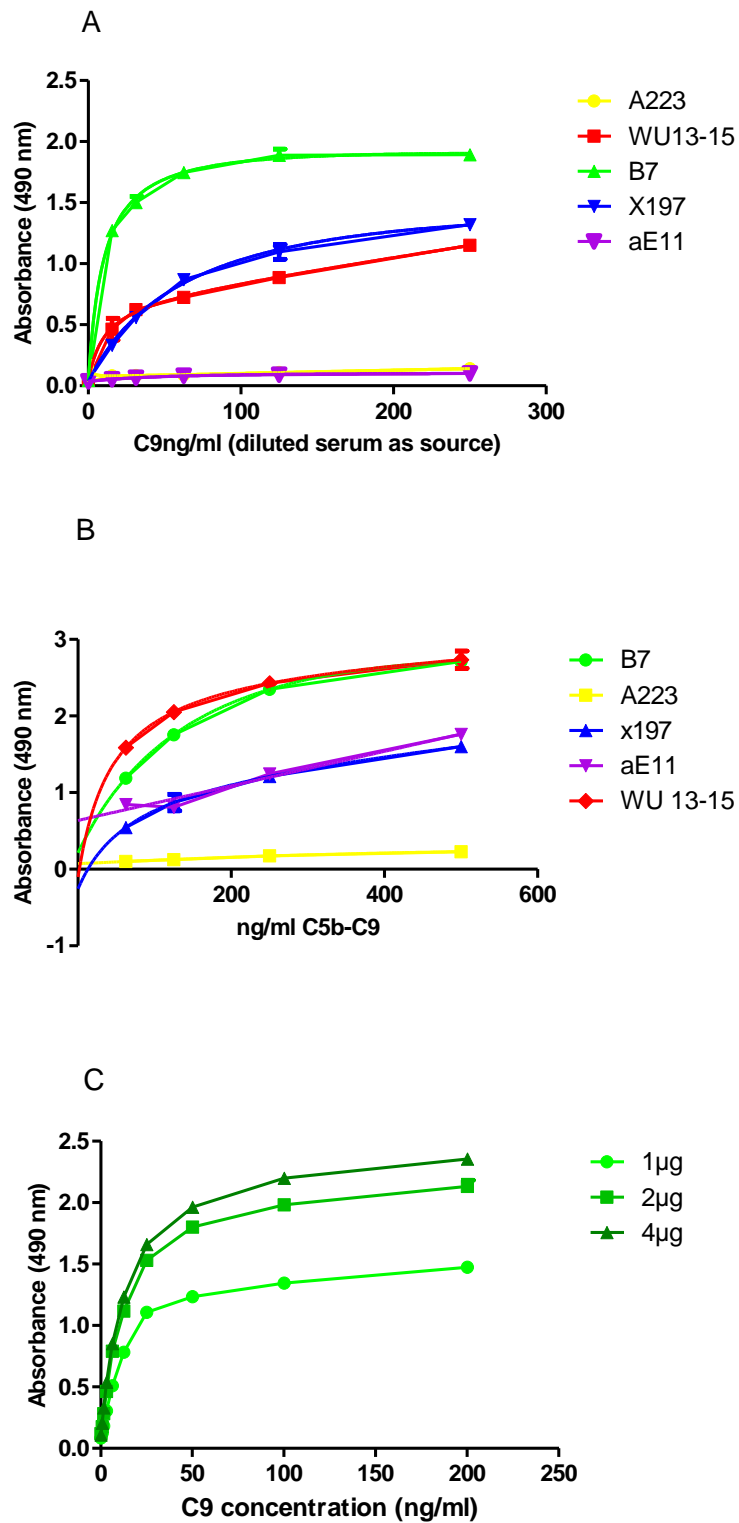 A
2.5
2.0
1.5
1.0
0.5
0.0
0
100
200
300
Absorbance (490 nm)
C9ng/ml (diluted serum as source)
A223
WU13-15
B7
X197
aE11
B
3
2
1
0
-1
200
400
600
Absorbance (490 nm)
ng/ml C5b-C9
B7
A223
x197
aE11
WU 13-15
C
2.5
2.0
1.5
1.0
0.5
0.0
0
50
100
150
200
250
Absorbance (490 nm)
C9 concentration (ng/ml)
1µg
2µg
4µg